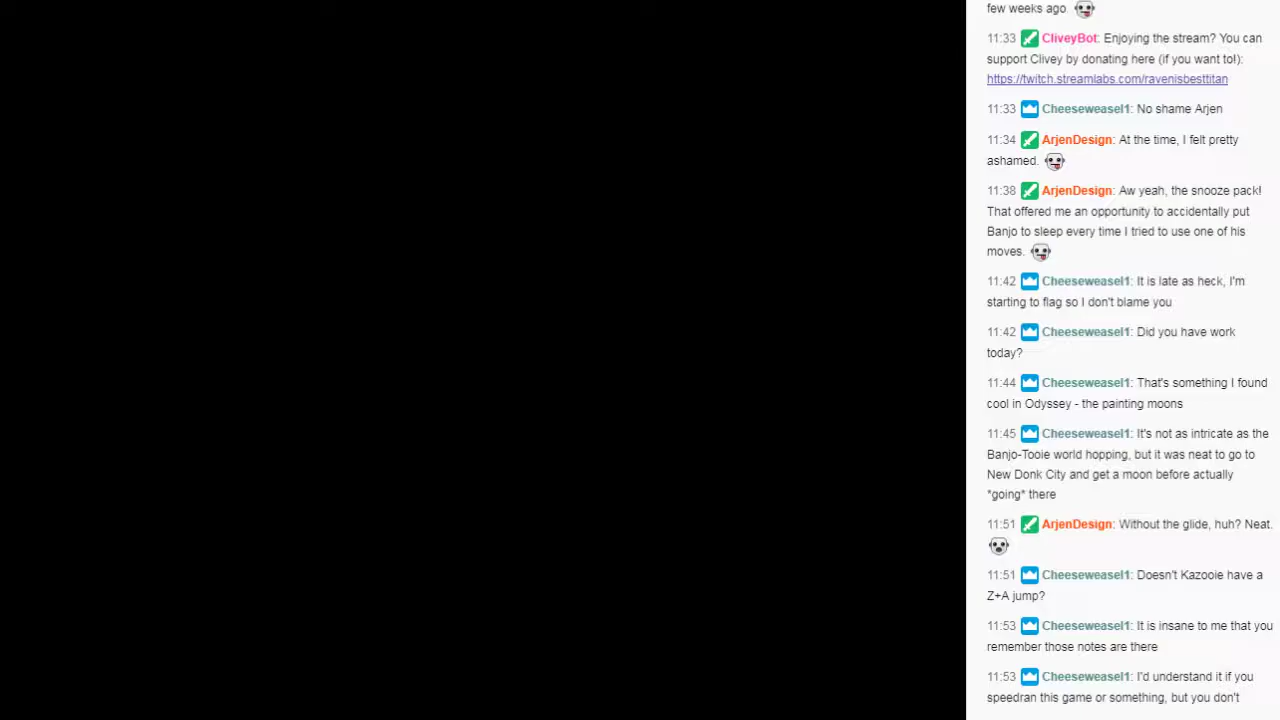 few weeks ago.
11:33 CliveyBot: Enjoying the stream? You can
support Clivey by donating here (if you want to!):
https://twitch.streamlabs.com/ravenisbesttitan
11:33 Cheeseweasel1: No shame Arjen
11:34 ArjenDesign: At the time, I felt pretty
ashamed.
11:38 ArjenDesign: Aw yeah, the snooze pack!
That offered me an opportunity to accidentally put
Banjo to sleep every time I tried to use one of his
moves.
11:42 Cheeseweasel1: It is late as heck, I'm
starting to flag so I don't blame you
11:42 Cheeseweasel1: Did you have work
today?
11:44 Cheeseweasel1: That's something I found
cool in Odyssey - the painting moons
11:45 Cheeseweasel1: It's not as intricate as the
Banjo-Tooie world hopping, but it was neat to go to
New Donk City and get a moon before actually
*going* there
11:51 ArjenDesign: Without the glide, huh? Neat.
11:51 Cheeseweasel1: Doesn't Kazooie have a
Z+A jump?
11:53 Cheeseweasel1: It is insane to me that you
remember those notes are there
11:53 Cheeseweasel1: I'd understand it if you
speedran this game or something, but you don't